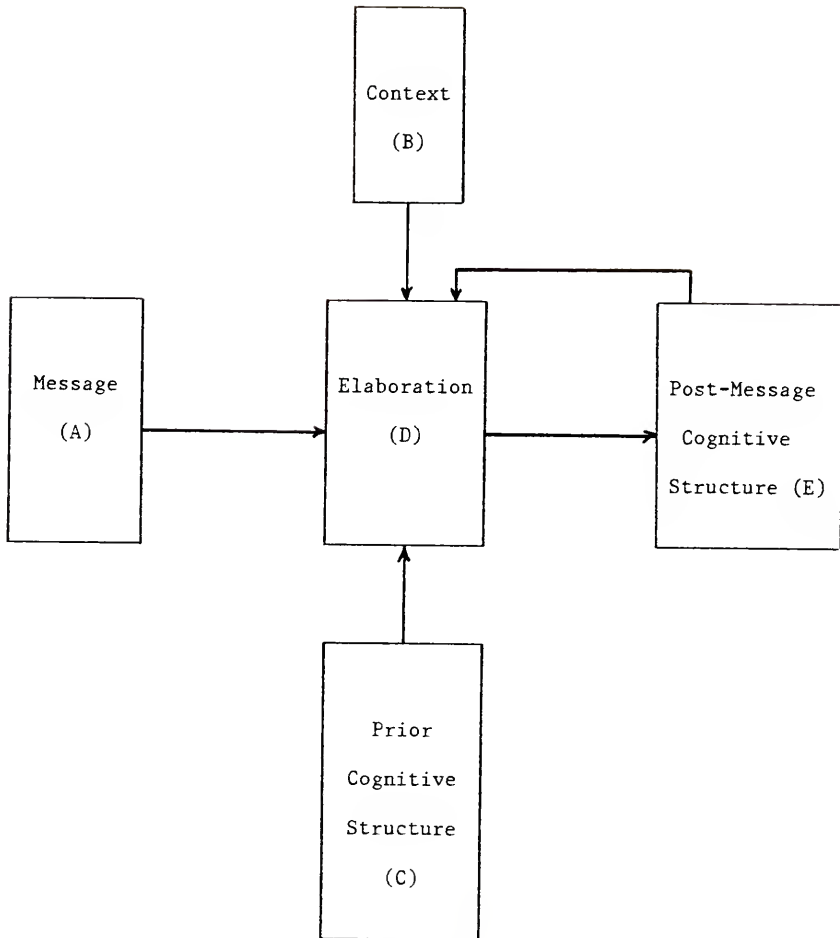 Context
(B)
Message
(A)
Elaboration
(D)
Post-Message
Cognitive
Structure (E)
Prior
Cognitive
Structure
(C)